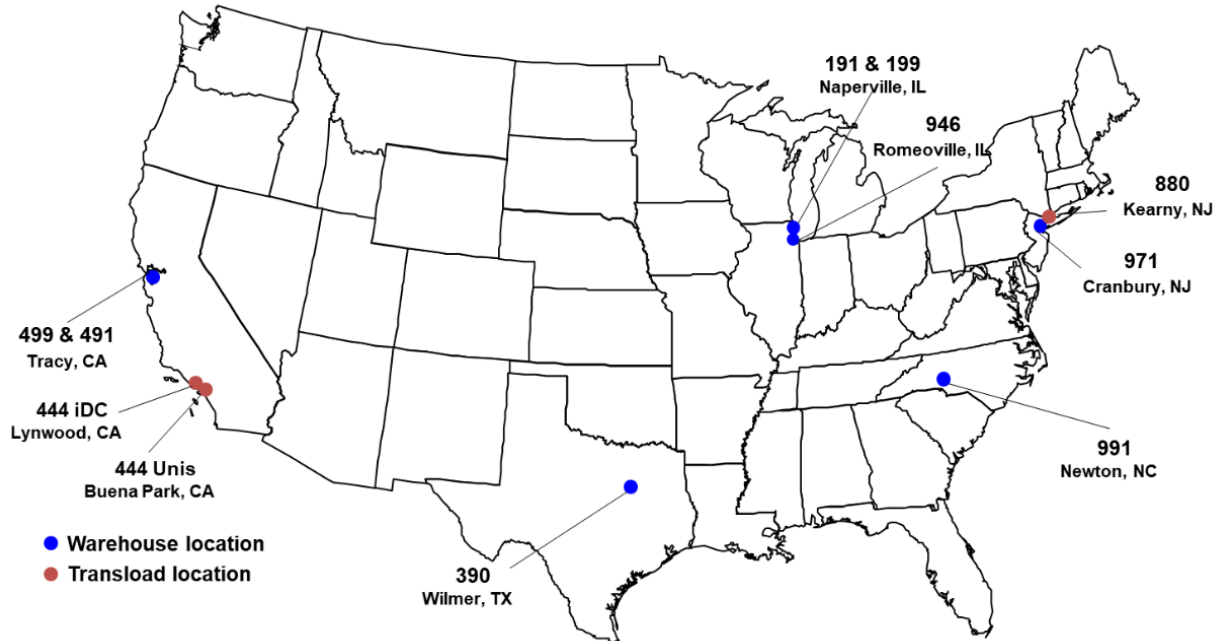 191 & 199
Naperville, IL
946
Romeoville, IL
880
Kearny, NJ
971
Cranbury, NJ
499 & 491
Tracy, CA
444 iDC
Lynwood, CA
444 Unis
Buena Park, CA
991
Newton, NC
390
Wilmer, TX
Warehouse location
Transload location